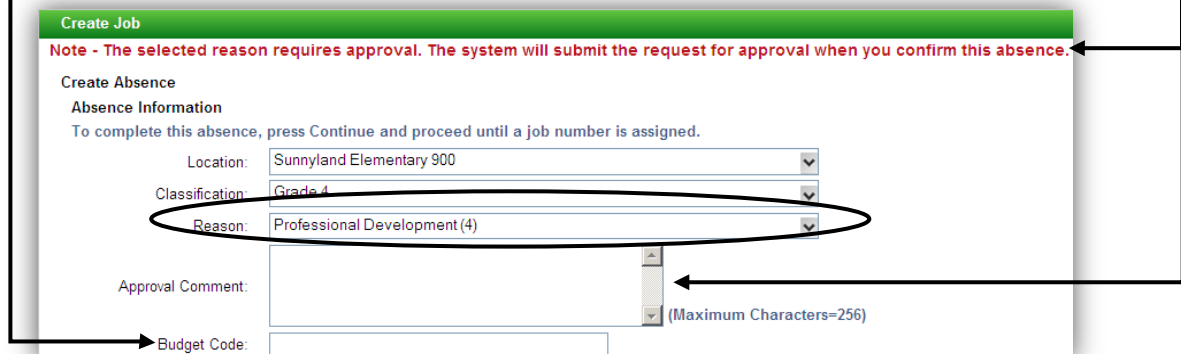 Create Job
Note - The selected reason requires approval. The system will submit the request for approval when you confirm this absence.
Create Absence
Absence Information
To complete this absence, press Continue and proceed until a job number is assigned.
Location: Sunnyland Elementary 900
Classification: Grade 4
Reason: Professional Development (4)
Approval Comment:
(Maximum Characters=256)
Budget Code: